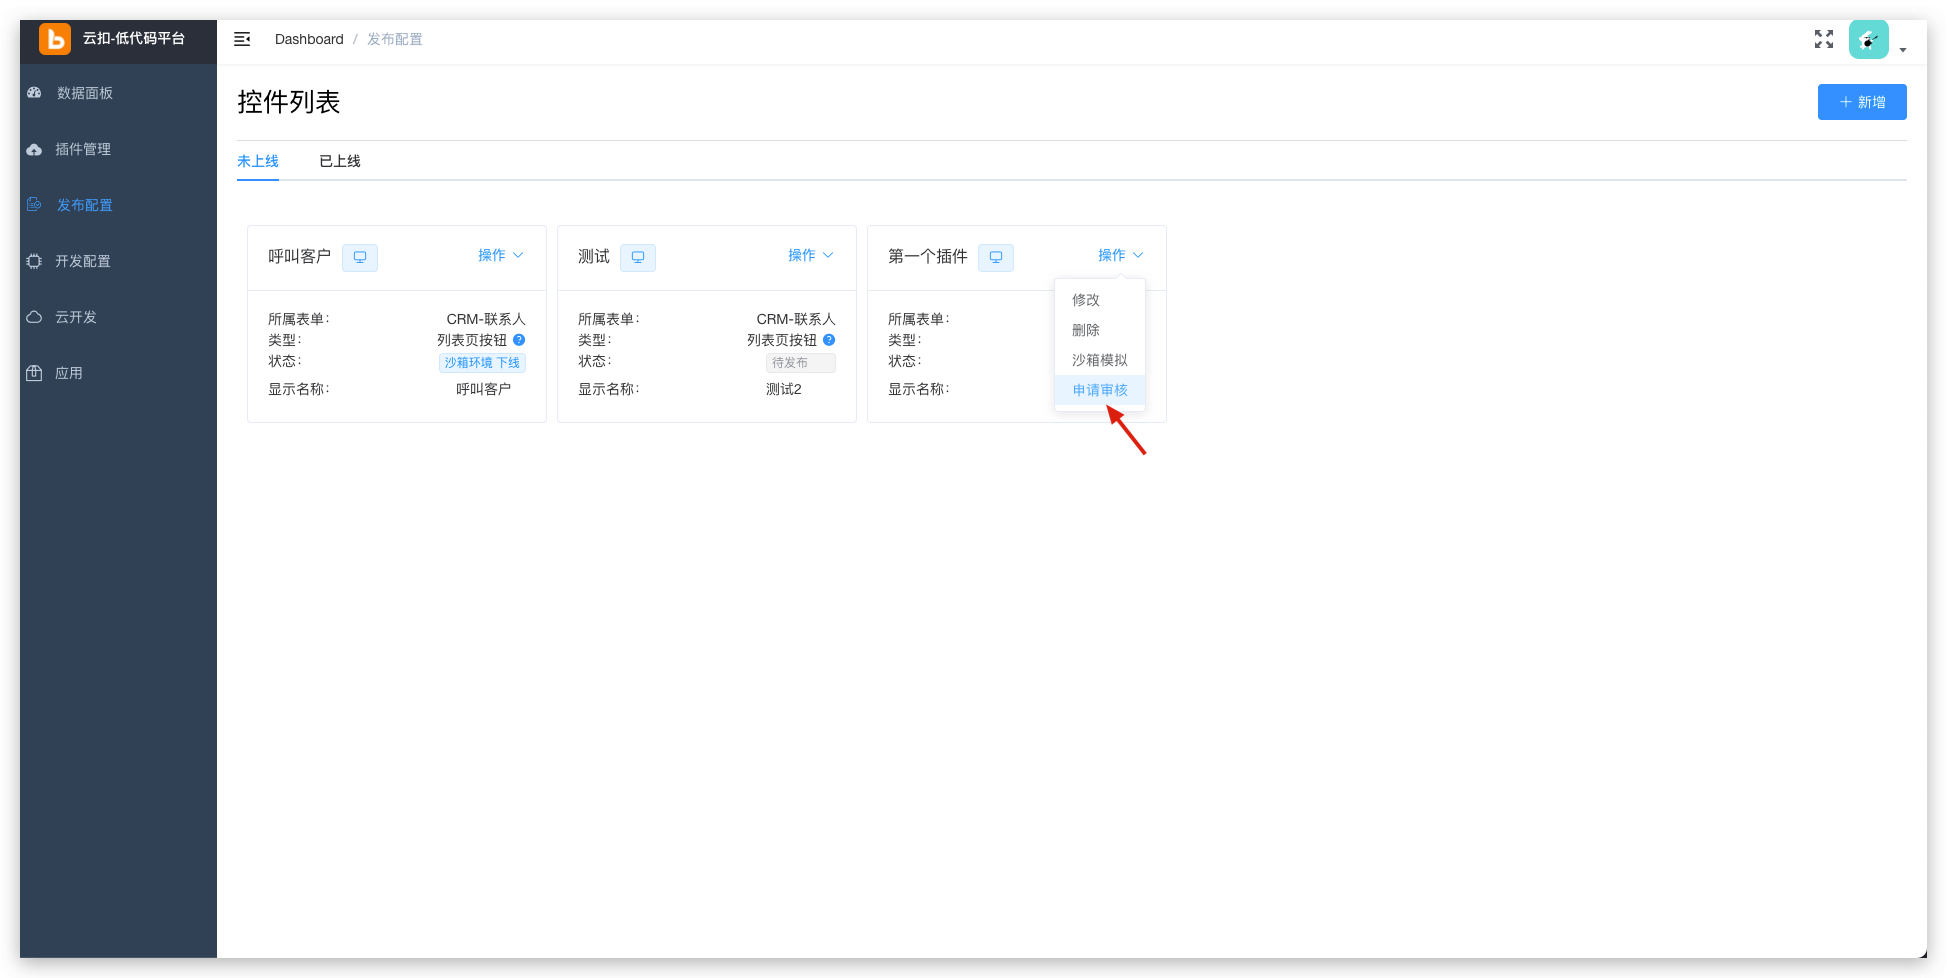 云扣-低代码平台
Dashboard / 发布配置
数据面板
插件管理
发布配置
开发配置
云开发
应用
控件列表
新增
未上线 已上线
呼叫客户 操作
所属表单： CRM-联系人
类型： 列表页按钮
状态： 沙箱环境 下线
显示名称： 呼叫客户
测试 操作
所属表单： CRM-联系人
类型： 列表页按钮
状态： 待发布
显示名称： 测试2
第一个插件 操作
所属表单：
类型：
状态：
显示名称：
修改
删除
沙箱模拟
申请审核